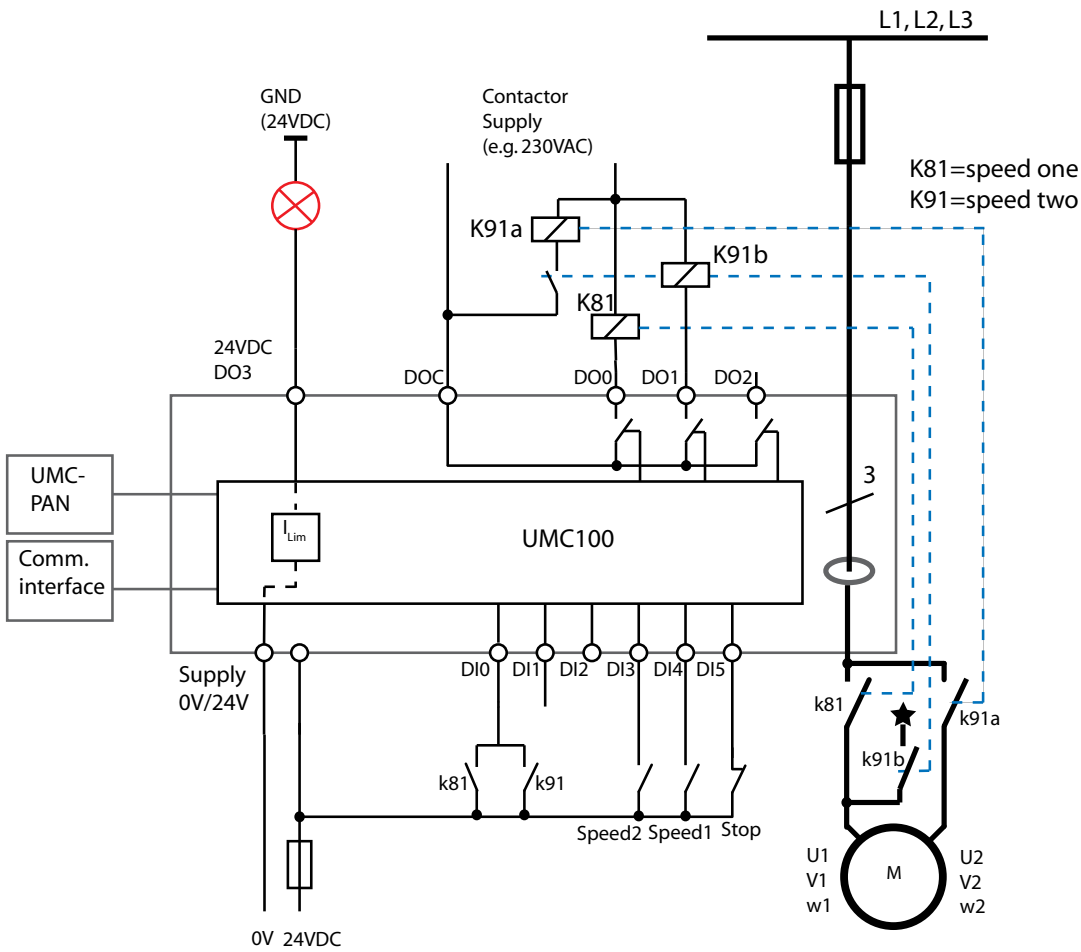 L1, L2, L3
GND
(24VDC)
Contactor
Supply
(e.g. 230VAC)
K81=speed one
K91=speed two
K91a
K91b
K81
24VDC
DO3
DOC
DO0
DO1
DO2
UMC-
PAN
3
ILim
UMC100
Comm.
interface
Supply
0V/24V
DI0
DI1
DI2
DI3
DI4
DI5
k81
k91a
k91b
k81
k91
Speed2
Speed1
Stop
U1
V1
w1
M
U2
V2
w2
0V
24VDC